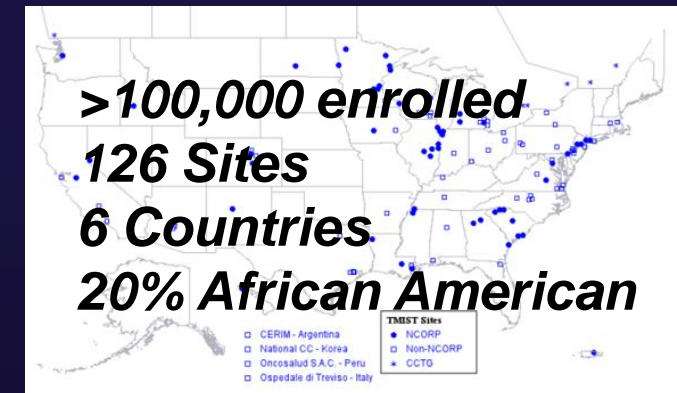 >100,000 enrolled
126 Sites
6 Countries
20% African American
CERIM - Argentina
National CC - Korea
Oncosalud S.A.C. - Peru
Ospedale di Treviso - Italy
TMIST Sites
NCORP
Non-NCORP
CCTG